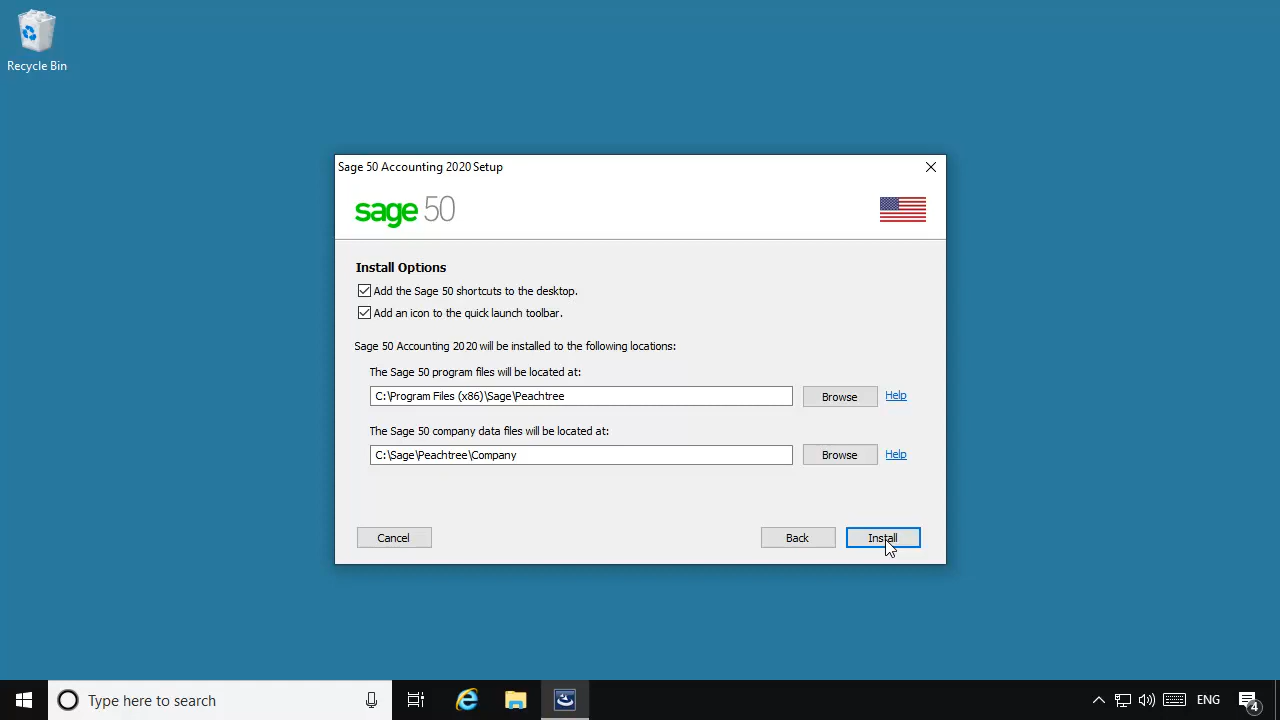 Recycle Bin
Sage 50 Accounting 2020 Setup
sage 50
Install Options
Add the Sage 50 shortcuts to the desktop.
Add an icon to the quick launch toolbar.
Sage 50 Accounting 2020 will be installed to the following locations:
The Sage 50 program files will be located at:
C:\Program Files (x86)\Sage\Peachtree
Browse
Help
The Sage 50 company data files will be located at:
C:\Sage\Peachtree\Company
Browse
Help
Cancel
Back
Install
Type here to search
ENG
4